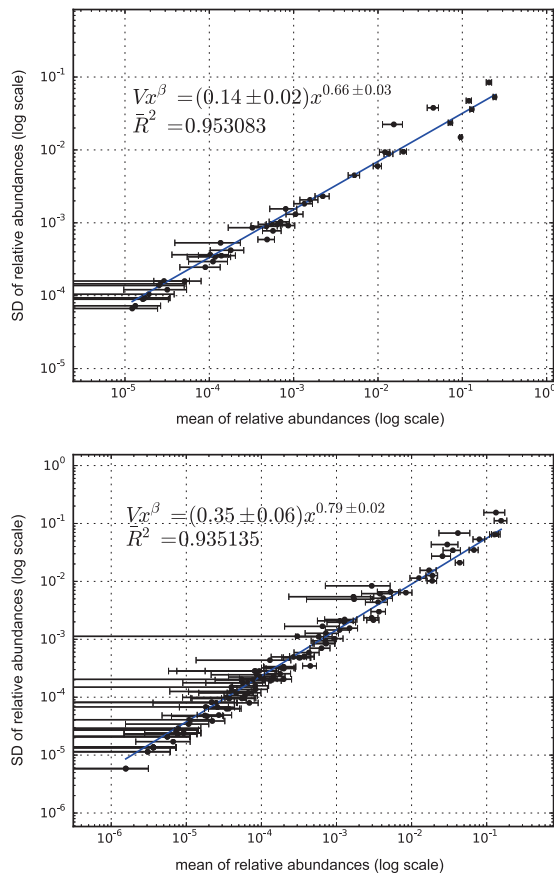 10^{-1}
10^{-2}
10^{-3}
10^{-4}
10^{-5}
SD of relative abundances (log scale)
Vx^β =(0.14 ±0.02)x^{0.66 ±0.03}
R̄² =0.953083
10^{-5} 10^{-4} 10^{-3} 10^{-2} 10^{-1} 10^0
mean of relative abundances (log scale)
10^0
10^{-1}
10^{-2}
10^{-3}
10^{-4}
10^{-5}
10^{-6}
SD of relative abundances (log scale)
Vx^β =(0.35 ±0.06)x^{0.79 ±0.02}
R̄² =0.935135
10^{-6} 10^{-5} 10^{-4} 10^{-3} 10^{-2} 10^{-1}
mean of relative abundances (log scale)